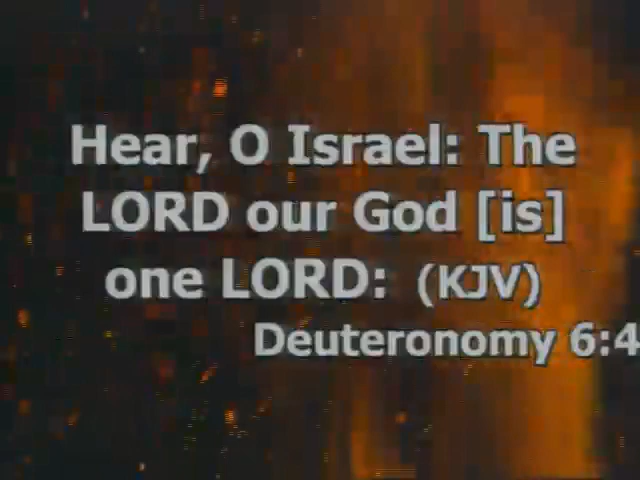 Hear, O Israel: The
LORD our God [is]
one LORD: (KJV)
Deuteronomy 6:4